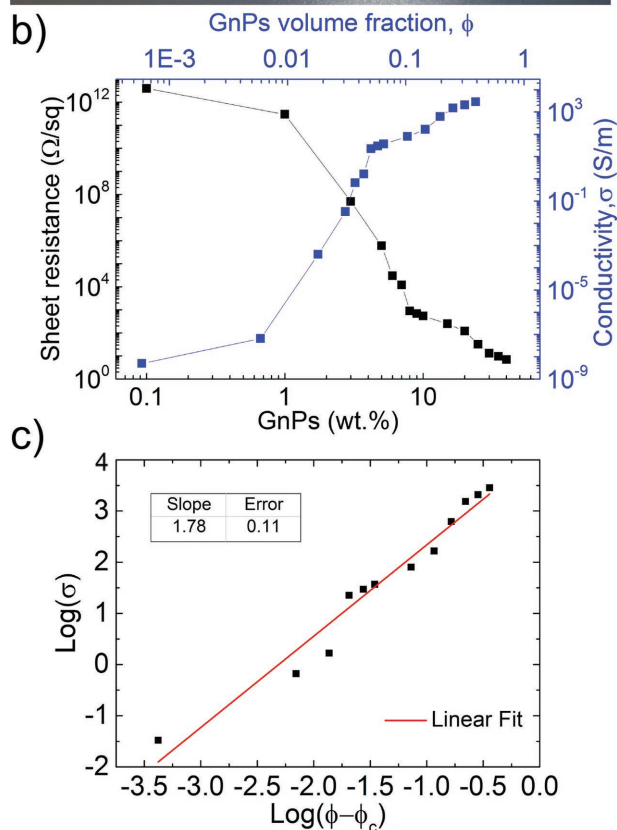 b)
GnPs volume fraction, ϕ
1E-3 0.01 0.1 1
Sheet resistance (Ω/sq)
10¹²
10⁸
10⁴
10⁰
10³
10⁻¹
10⁻⁵
10⁻⁹
Conductivity,σ (S/m)
0.1 1 10
GnPs (wt.%)
c)
Log(σ)
4
3
2
1
0
-1
-2
Slope Error
1.78 0.11
Linear Fit
-3.5 -3.0 -2.5 -2.0 -1.5 -1.0 -0.5 0.0
Log(ϕ−ϕc)